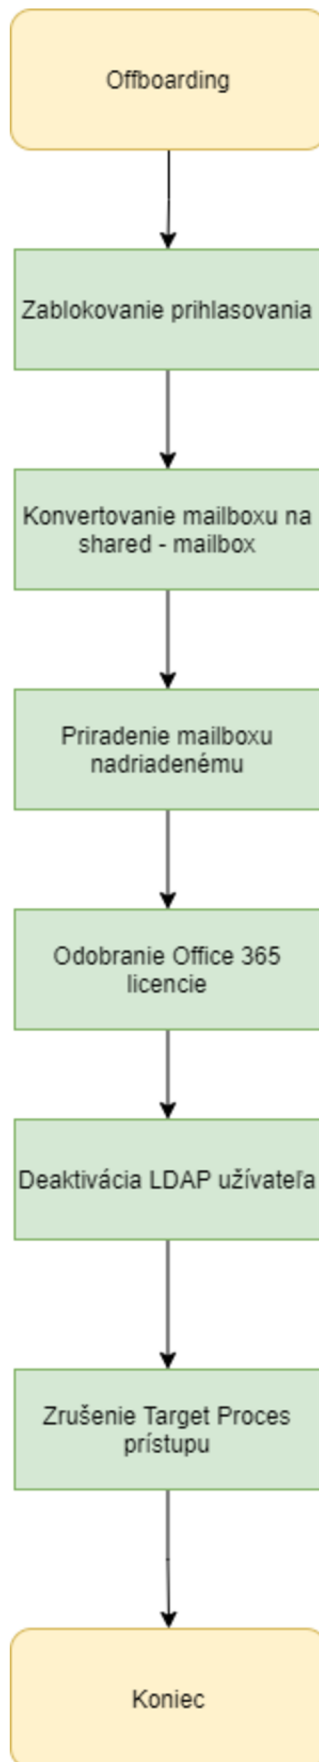 Offboarding
Zablokovanie prihlasovania
Konvertovanie mailboxu na
shared - mailbox
Priradenie mailboxu
nadriadenému
Odobranie Office 365
licencie
Deaktivácia LDAP užívateľa
Zrušenie Target Proces
prístupu
Koniec